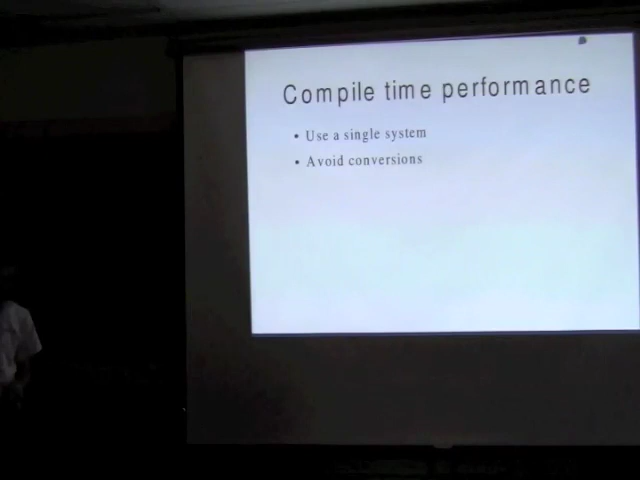 Compile time performance
• Use a single system
• Avoid conversions